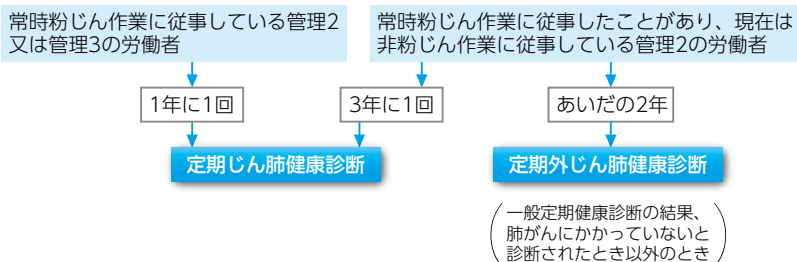 常時粉じん作業に従事している管理2
又は管理3の労働者
常時粉じん作業に従事したことがあり、現在は
非粉じん作業に従事している管理2の労働者
1年に1回
3年に1回
あいだの2年
定期じん肺健康診断
定期外じん肺健康診断
(一般定期健康診断の結果、
肺がんにかかっていないと
診断されたとき以外のとき)